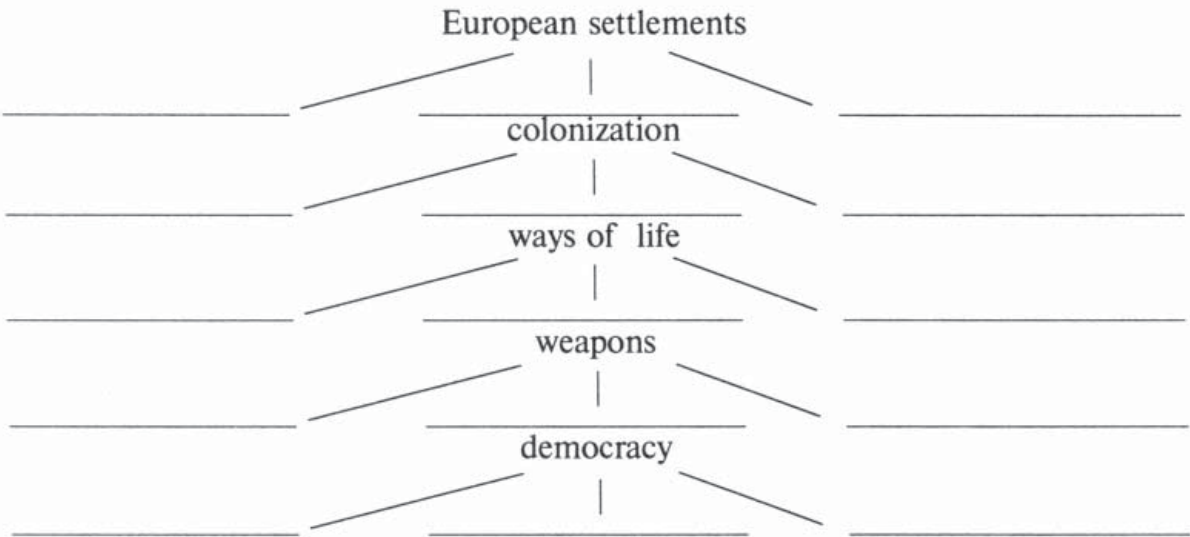 European settlements
colonization
ways of life
weapons
democracy